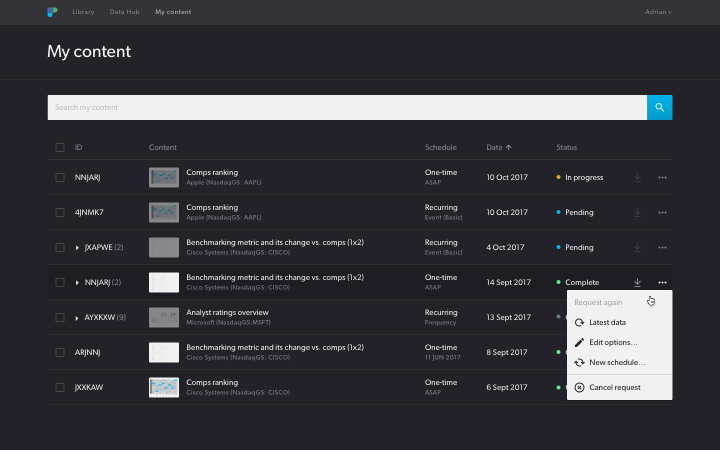 Library Data Hub My content Adrian
My content
Search my content
ID Content Schedule Date Status
NNJARJ Comps ranking One-time 10 Oct 2017 In progress
Apple (NasdaqGS: AAPL) ASAP
4JNMK7 Comps ranking Recurring 10 Oct 2017 Pending
Apple (NasdaqGS: AAPL) Event (Basic)
JXAPWE (2) Benchmarking metric and its change vs. comps (1x2) Recurring 4 Oct 2017 Pending
Cisco Systems (NasdaqGS: CISCO) Event (Basic)
NNJARJ (2) Benchmarking metric and its change vs. comps (1x2) One-time 14 Sept 2017 Complete
Cisco Systems (NasdaqGS: CISCO) ASAP
Request again
AYXKXW (9) Analyst ratings overview Recurring 13 Sept 2017
Microsoft (NasdaqGS:MSFT) Frequency
Latest data
Edit options...
ARJNNJ Benchmarking metric and its change vs. comps (1x2) One-time 8 Sept 2017
Cisco Systems (NasdaqGS: CISCO) 11 JUN 2017
New schedule...
JXXKAW Comps ranking One-time 6 Sept 2017
Cisco Systems (NasdaqGS: CISCO) ASAP
Cancel request